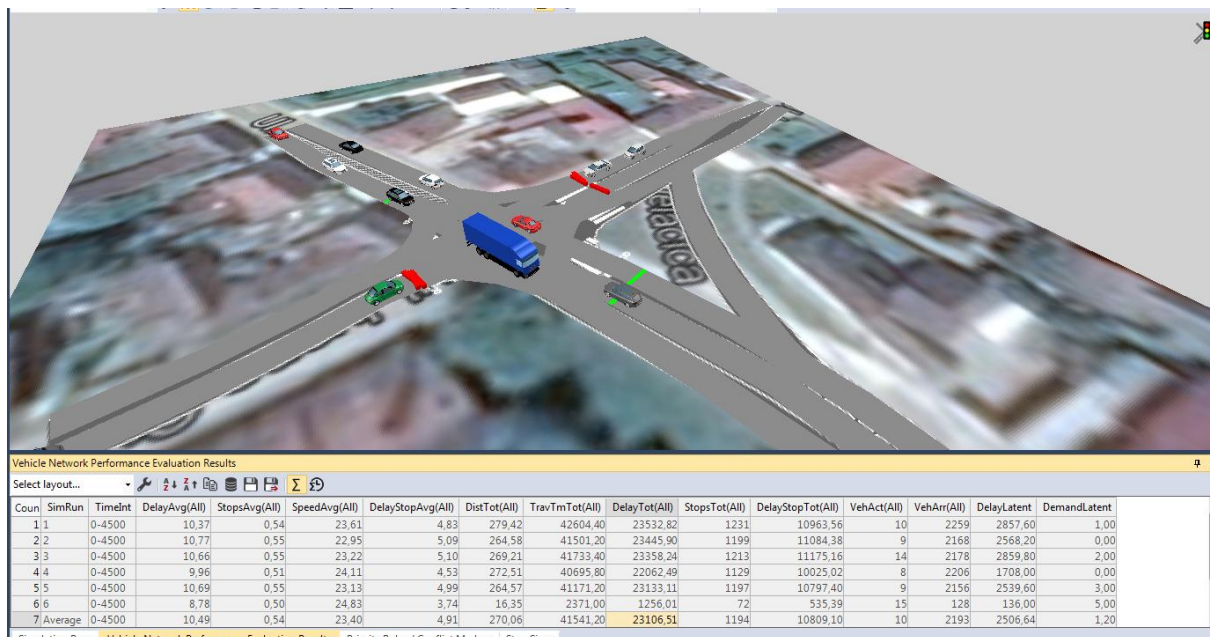 Vehicle Network Performance Evaluation Results
Select layout...
Coun SimRun TimeInt DelayAvg(All) StopsAvg(All) SpeedAvg(All) DelayStopAvg(All) DistTot(All) TravTmTot(All) DelayTot(All) StopsTot(All) DelayStopTot(All) VehAct(All) VehArr(All) DelayLatent DemandLatent
1 1 0-4500 10,37 0,54 23,61 4,83 279,42 42604,40 23532,82 1231 10963,56 10 2259 2857,60 1,00
2 2 0-4500 10,77 0,55 22,95 5,09 264,58 41501,20 23445,90 1199 11084,38 9 2168 2568,20 0,00
3 3 0-4500 10,66 0,55 23,22 5,10 269,21 41733,40 23358,24 1213 11175,16 14 2178 2859,80 2,00
4 4 0-4500 9,96 0,51 24,11 4,53 272,51 40695,80 22062,49 1129 10025,02 8 2206 1708,00 0,00
5 5 0-4500 10,69 0,55 23,13 4,99 264,57 41171,20 23133,11 1197 10797,40 9 2156 2539,60 3,00
6 6 0-4500 8,78 0,50 24,83 3,74 16,35 2371,00 1256,01 72 535,39 15 128 136,00 5,00
7 Average 0-4500 10,49 0,54 23,40 4,91 270,06 41541,20 23106,51 1194 10809,10 10 2193 2506,64 1,20